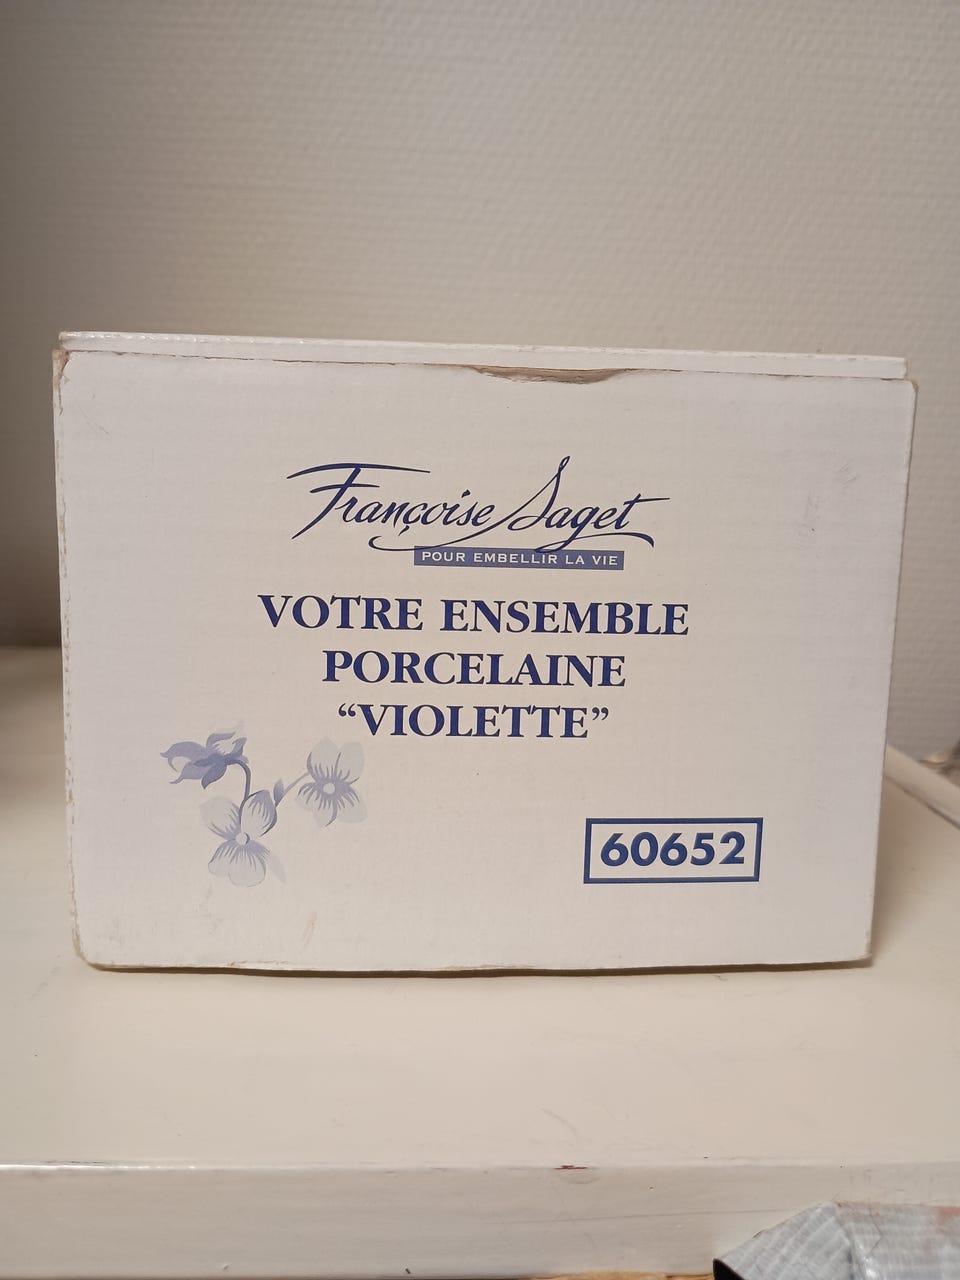 Françoise Saget
POUR EMBELLIR LA VIE
VOTRE ENSEMBLE
PORCELAINE
“VIOLETTE”
60652